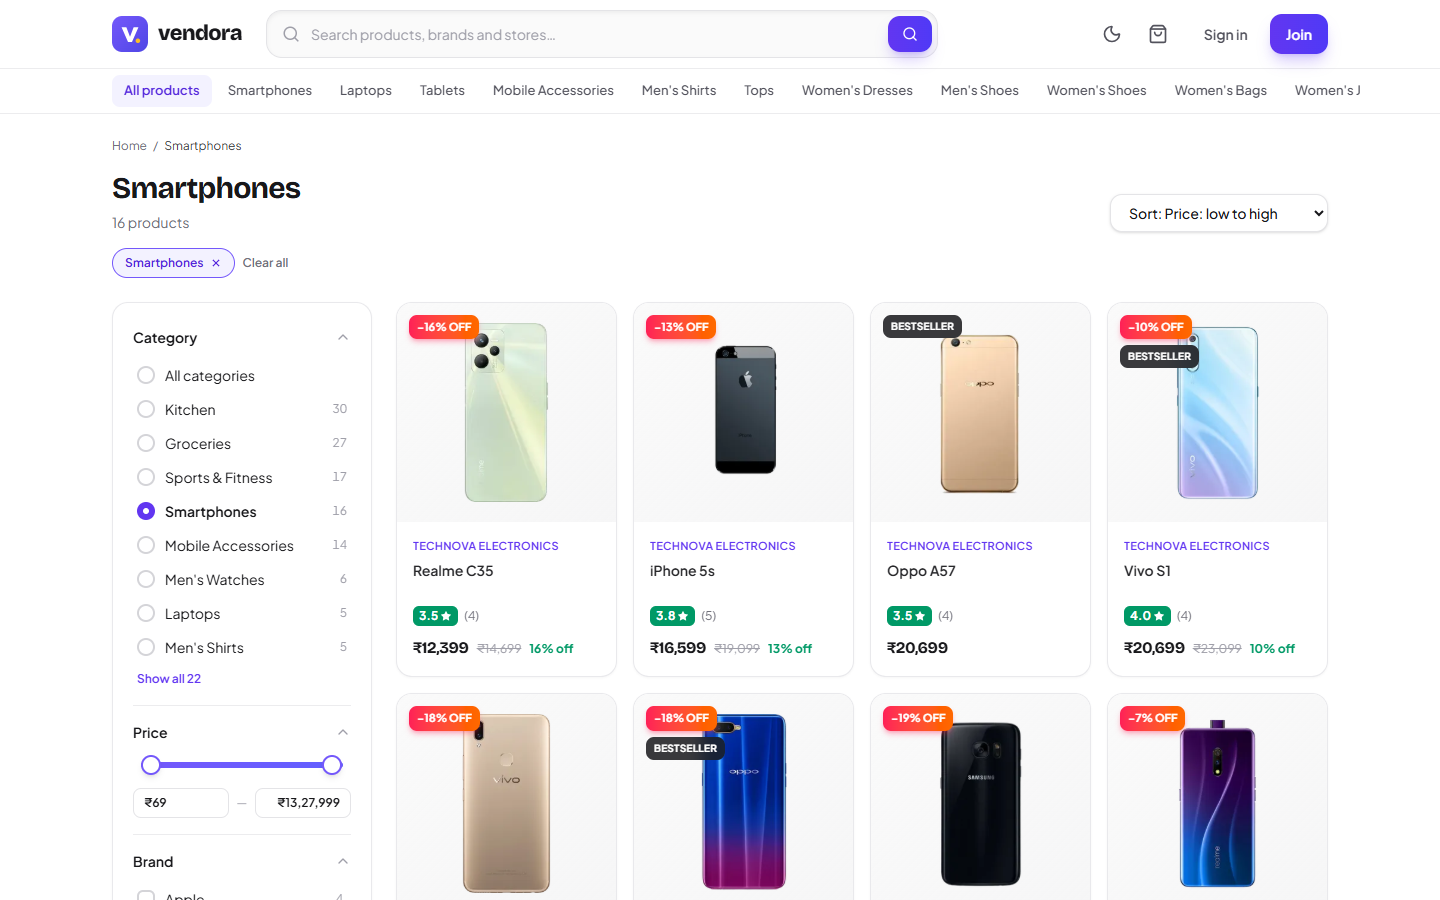 V.
vendora
Search products, brands and stores…
Sign in
Join
All products
Smartphones
Laptops
Tablets
Mobile Accessories
Men's Shirts
Tops
Women's Dresses
Men's Shoes
Women's Shoes
Women's Bags
Women's J
Home / Smartphones
Smartphones
16 products
Sort: Price: low to high
Smartphones ×
Clear all
Category
All categories
Kitchen 30
Groceries 27
Sports & Fitness 17
Smartphones 16
Mobile Accessories 14
Men's Watches 6
Laptops 5
Men's Shirts 5
Show all 22
Price
₹69 — ₹13,27,999
Brand
Apple 4
-16% OFF
TECHNOVA ELECTRONICS
Realme C35
3.5 ★ (4)
₹12,399 ₹14,699 16% off
-13% OFF
TECHNOVA ELECTRONICS
iPhone 5s
3.8 ★ (5)
₹16,599 ₹19,099 13% off
BESTSELLER
oppo
TECHNOVA ELECTRONICS
Oppo A57
3.5 ★ (4)
₹20,699
-10% OFF
BESTSELLER
vivo
TECHNOVA ELECTRONICS
Vivo S1
4.0 ★ (4)
₹20,699 ₹23,099 10% off
-18% OFF
vivo
-18% OFF
BESTSELLER
oppo
-19% OFF
SAMSUNG
-7% OFF